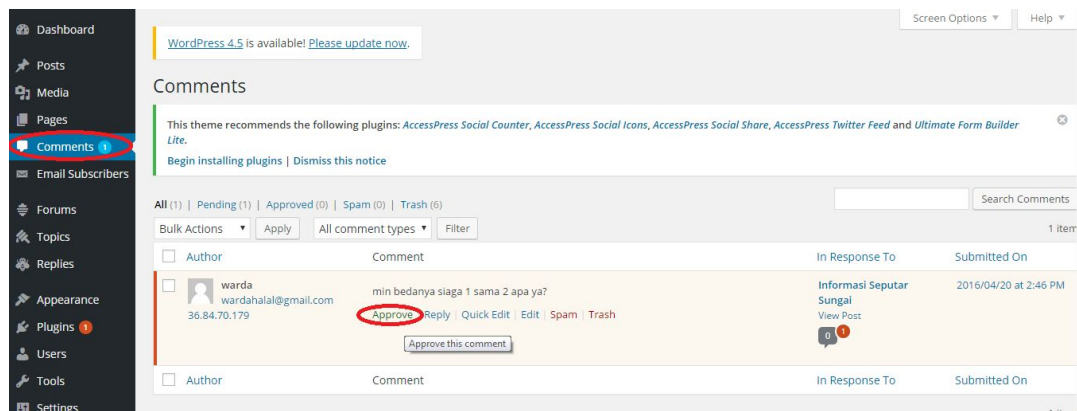 Screen Options ▼ Help ▼
Dashboard
Posts
Media
Pages
Comments 1
Email Subscribers
Forums
Topics
Replies
Appearance
Plugins 1
Users
Tools
Settings
WordPress 4.5 is available! Please update now.
Comments
This theme recommends the following plugins: AccessPress Social Counter, AccessPress Social Icons, AccessPress Social Share, AccessPress Twitter Feed and Ultimate Form Builder
Lite.
Begin installing plugins | Dismiss this notice
All (1) | Pending (1) | Approved (0) | Spam (0) | Trash (6)
Search Comments
Bulk Actions ▼ Apply All comment types ▼ Filter
1 item
Author Comment In Response To Submitted On
warda
wardahalal@gmail.com
36.84.70.179
min bedanya siaga 1 sama 2 apa ya?
Approve | Reply | Quick Edit | Edit | Spam | Trash
Approve this comment
Informasi Seputar
Sungai
View Post
0 1
2016/04/20 at 2:46 PM
Author Comment In Response To Submitted On